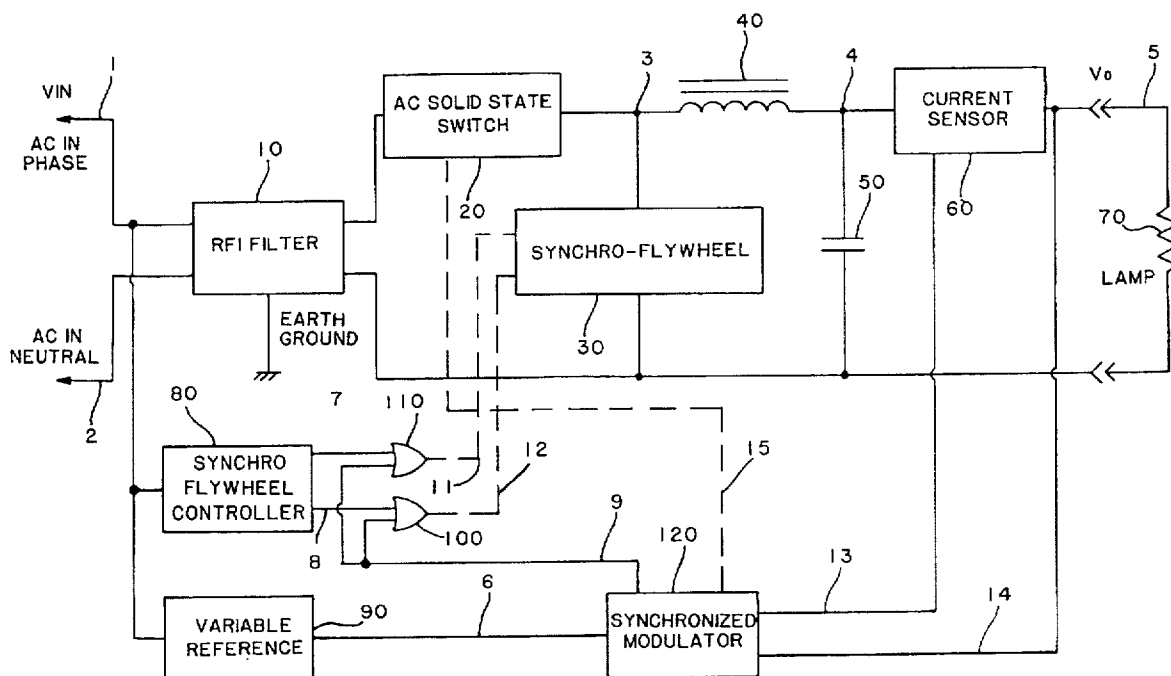 1
VIN
AC IN
PHASE
10
RFI FILTER
EARTH
GROUND
AC IN
NEUTRAL
2
AC SOLID STATE
SWITCH
20
3
40
4
CURRENT
SENSOR
60
Vo
5
50
70
LAMP
SYNCHRO-FLYWHEEL
30
80
7
110
SYNCHRO
FLYWHEEL
CONTROLLER
8
100
11
12
9
15
120
13
14
6
90
VARIABLE
REFERENCE
SYNCHRONIZED
MODULATOR